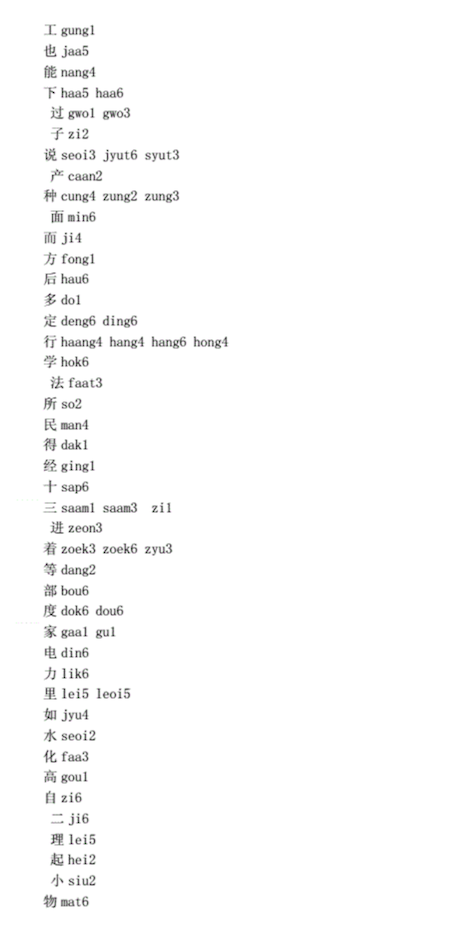 工 gung1
也 jaa5
能 nang4
下 haa5 haa6
过 gwo1 gwo3
子 zi2
说 seoi3 jyut6 syut3
产 caan2
种 cung4 zung2 zung3
面 min6
而 ji4
方 fong1
后 hau6
多 do1
定 deng6 ding6
行 haang4 hang4 hang6 hong4
学 hok6
法 faat3
所 so2
民 man4
得 dak1
经 ging1
十 sap6
三 saam1 saam3 zi1
进 zeon3
着 zoek3 zoek6 zyu3
等 dang2
部 bou6
度 dok6 dou6
家 gaa1 gu1
电 din6
力 lik6
里 lei5 leoi5
如 jyu4
水 seoi2
化 faa3
高 gou1
自 zi6
二 ji6
理 lei5
起 hei2
小 siu2
物 mat6